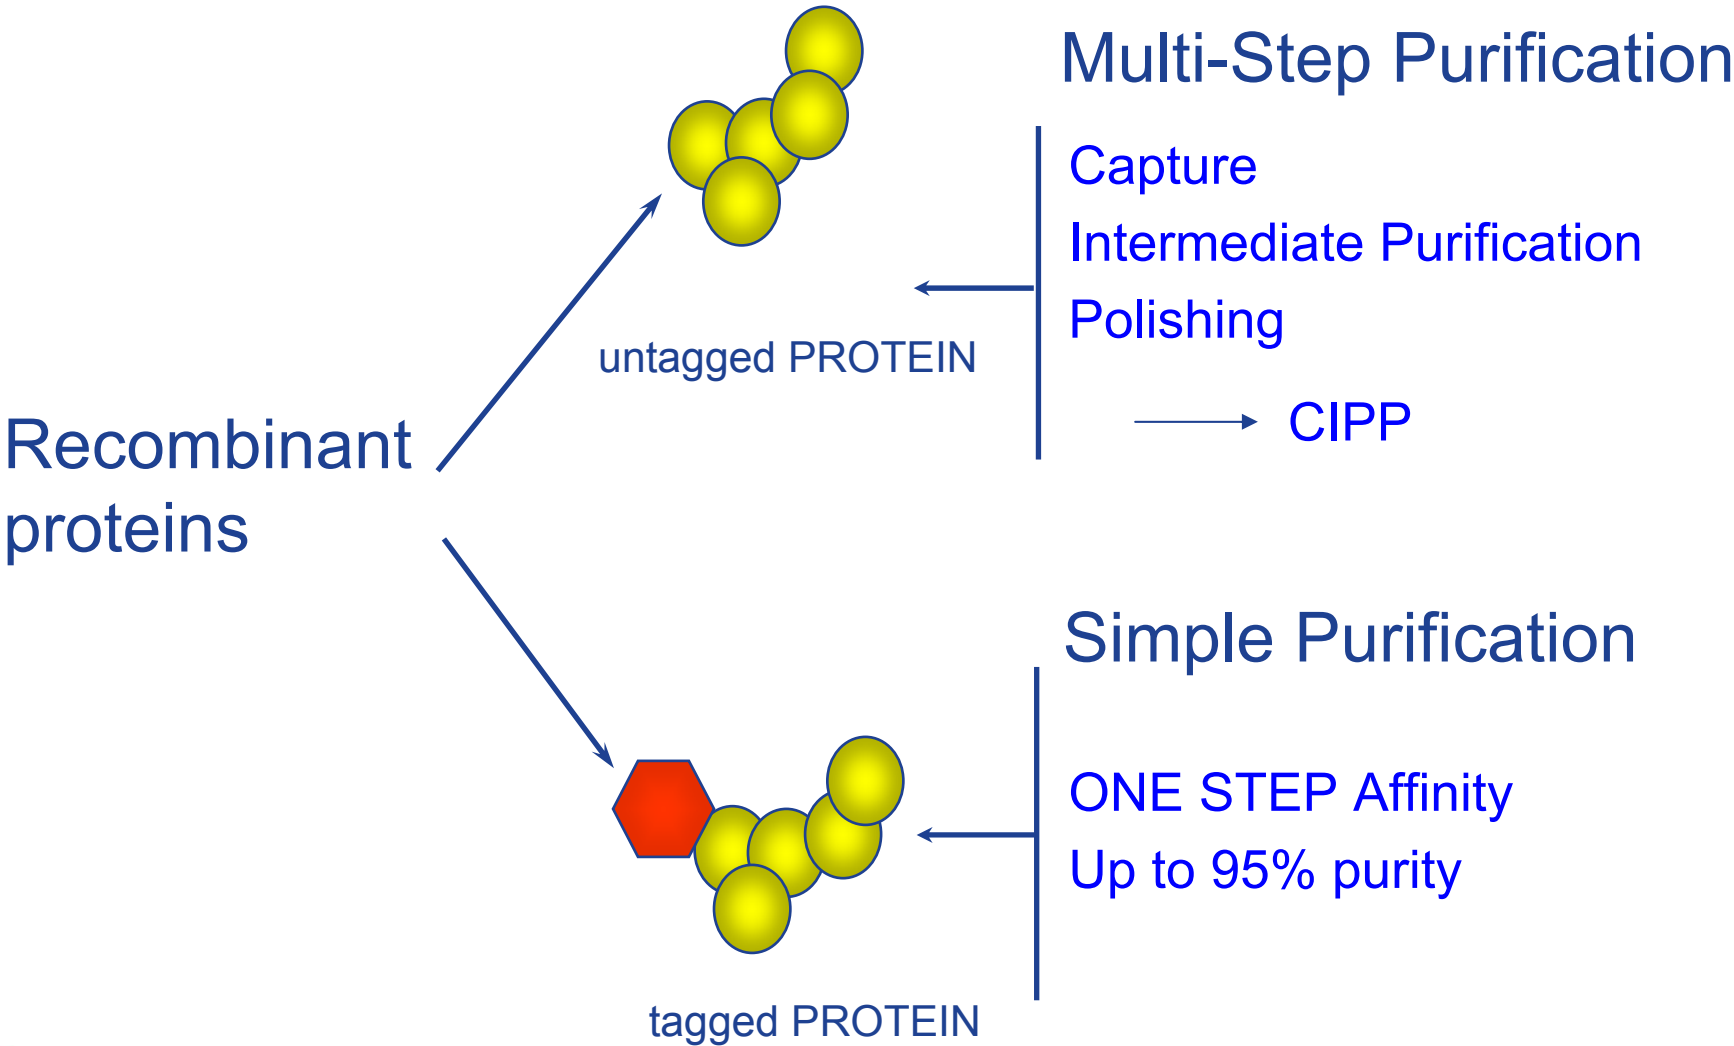 Recombinant
proteins
untagged PROTEIN
Multi-Step Purification
Capture
Intermediate Purification
Polishing
CIPP
tagged PROTEIN
Simple Purification
ONE STEP Affinity
Up to 95% purity